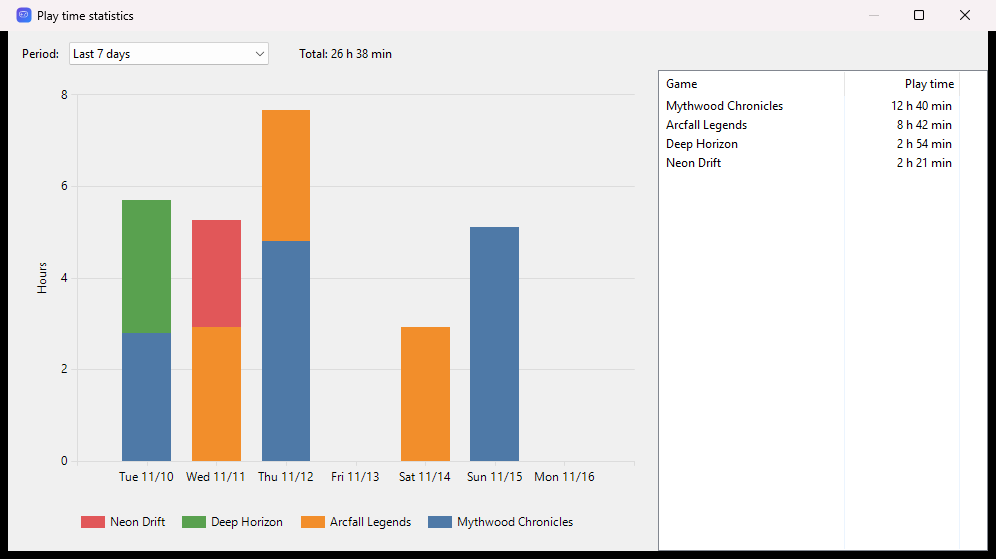 Play time statistics
Period: Last 7 days Total: 26 h 38 min
8
6
4
2
0
Hours
Tue 11/10 Wed 11/11 Thu 11/12 Fri 11/13 Sat 11/14 Sun 11/15 Mon 11/16
Neon Drift Deep Horizon Arcfall Legends Mythwood Chronicles
Game Play time
Mythwood Chronicles 12 h 40 min
Arcfall Legends 8 h 42 min
Deep Horizon 2 h 54 min
Neon Drift 2 h 21 min